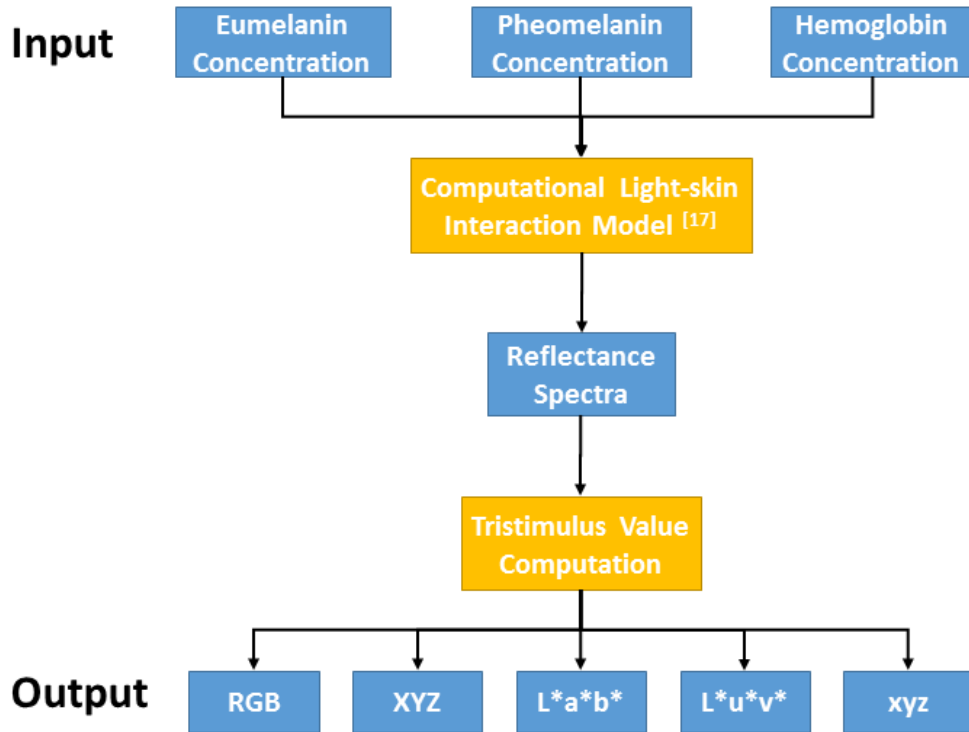 Input
Eumelanin
Concentration
Pheomelanin
Concentration
Hemoglobin
Concentration
Computational Light-skin
Interaction Model [17]
Reflectance
Spectra
Tristimulus Value
Computation
Output
RGB
XYZ
L*a*b*
L*u*v*
xyz